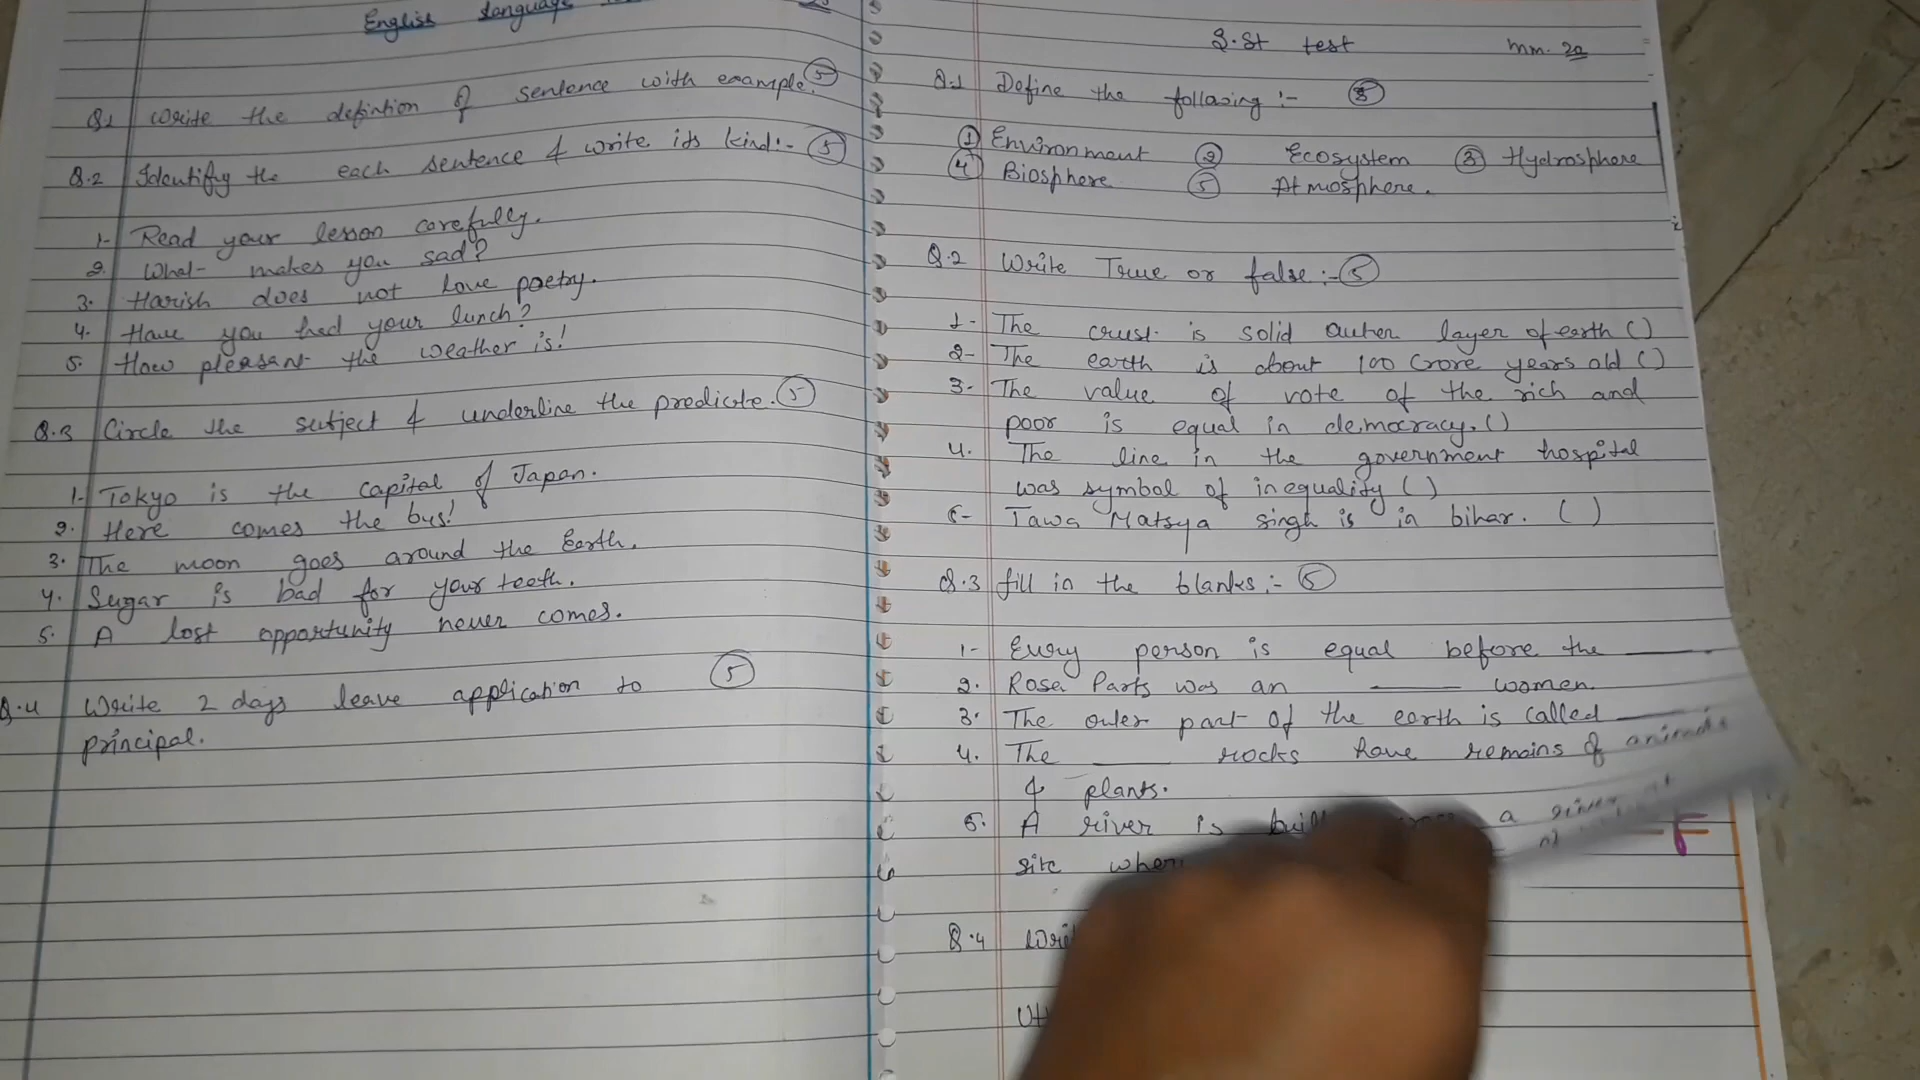 English language
Q1 Write the defintion of sentence with example. 5
Q.2 Identifiy the each sentence & write its kind:- 5
1- Read your lesson carefully.
2. What makes you sad?
3. Harish does not love poetry.
4. Have you had your lunch?
5. How pleasant the weather is!
Q.3 Circle the subject & underline the predicte. 5
1- Tokyo is the capital of Japan.
2. Here comes the bus!
3. The moon goes around the Earth.
4. Sugar is bad for your teeth.
5. A lost opportunity never comes.
Q.4 Write 2 days leave application to 5
principal.
S.St test mm. 20
Q.1 Define the following :- 5
1 Environment 2 Ecosystem 3 Hydrosphere
4 Biosphere 5 Atmosphere.
Q.2 Write True or false :- 5
1- The crust is solid outer layer of earth ( )
2- The earth is about 100 Crore years old ( )
3- The value of vote of the rich and
poor is equal in democracy. ( )
4. The line in the government hospital
was symbol of inequality ( )
5- Tawa Matsya singh is in bihar. ( )
Q.3 fill in the blanks :- 5
1- Every person is equal before the ______
2. Rosa Parts was an ______ women.
3. The outer part of the earth is called ______
4. The ______ rocks have remains of animals
& plants.
5. A river is a
site
Q.4